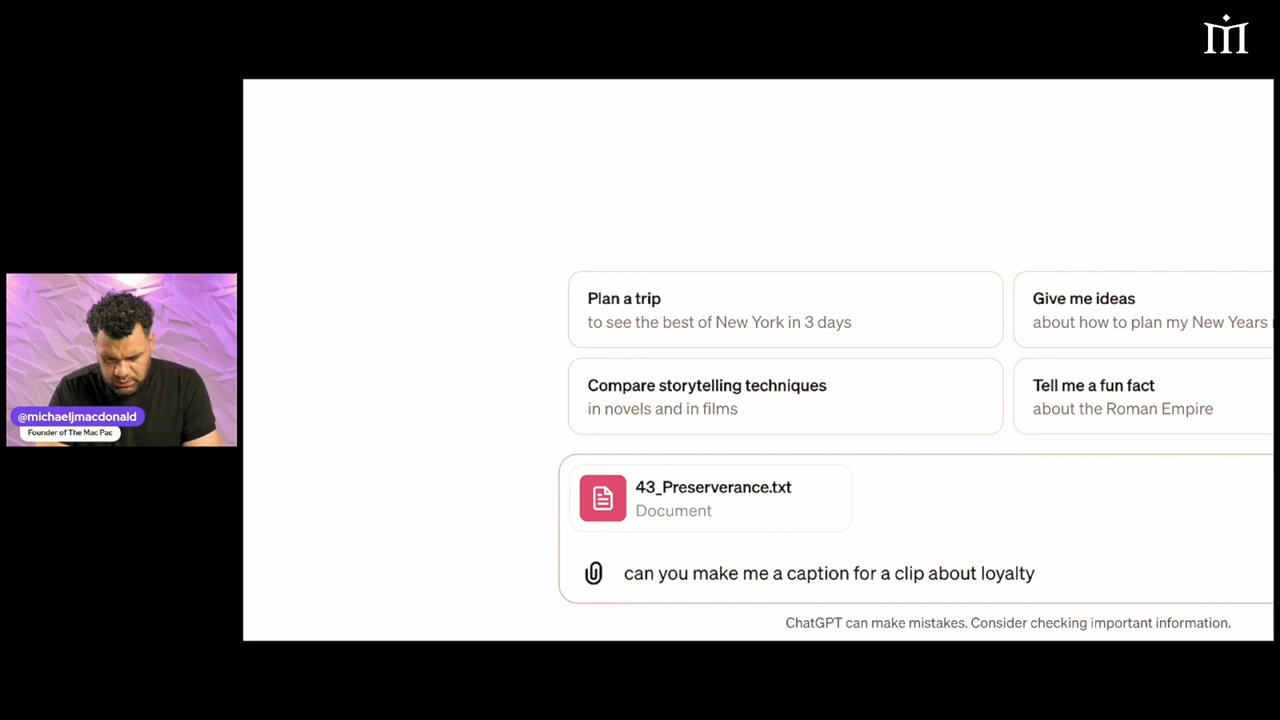 Plan a trip
to see the best of New York in 3 days
Give me ideas
about how to plan my New Years
Compare storytelling techniques
in novels and in films
Tell me a fun fact
about the Roman Empire
43_Preserverance.txt
Document
can you make me a caption for a clip about loyalty
ChatGPT can make mistakes. Consider checking important information.
@michaeljmacdonald
Founder of The Mac Pac